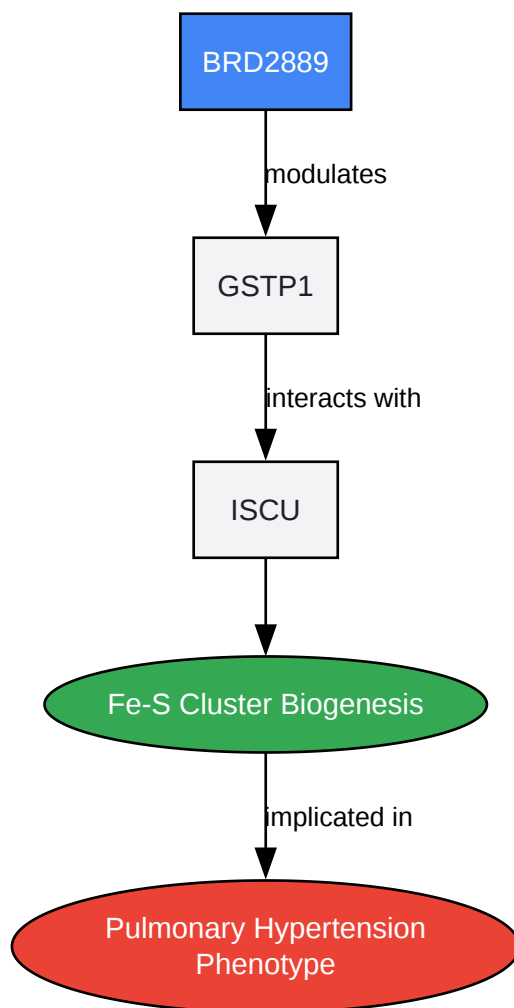 BRD2889
modulates
GSTP1
interacts with
ISCU
Fe-S Cluster Biogenesis
implicated in
Pulmonary Hypertension
Phenotype